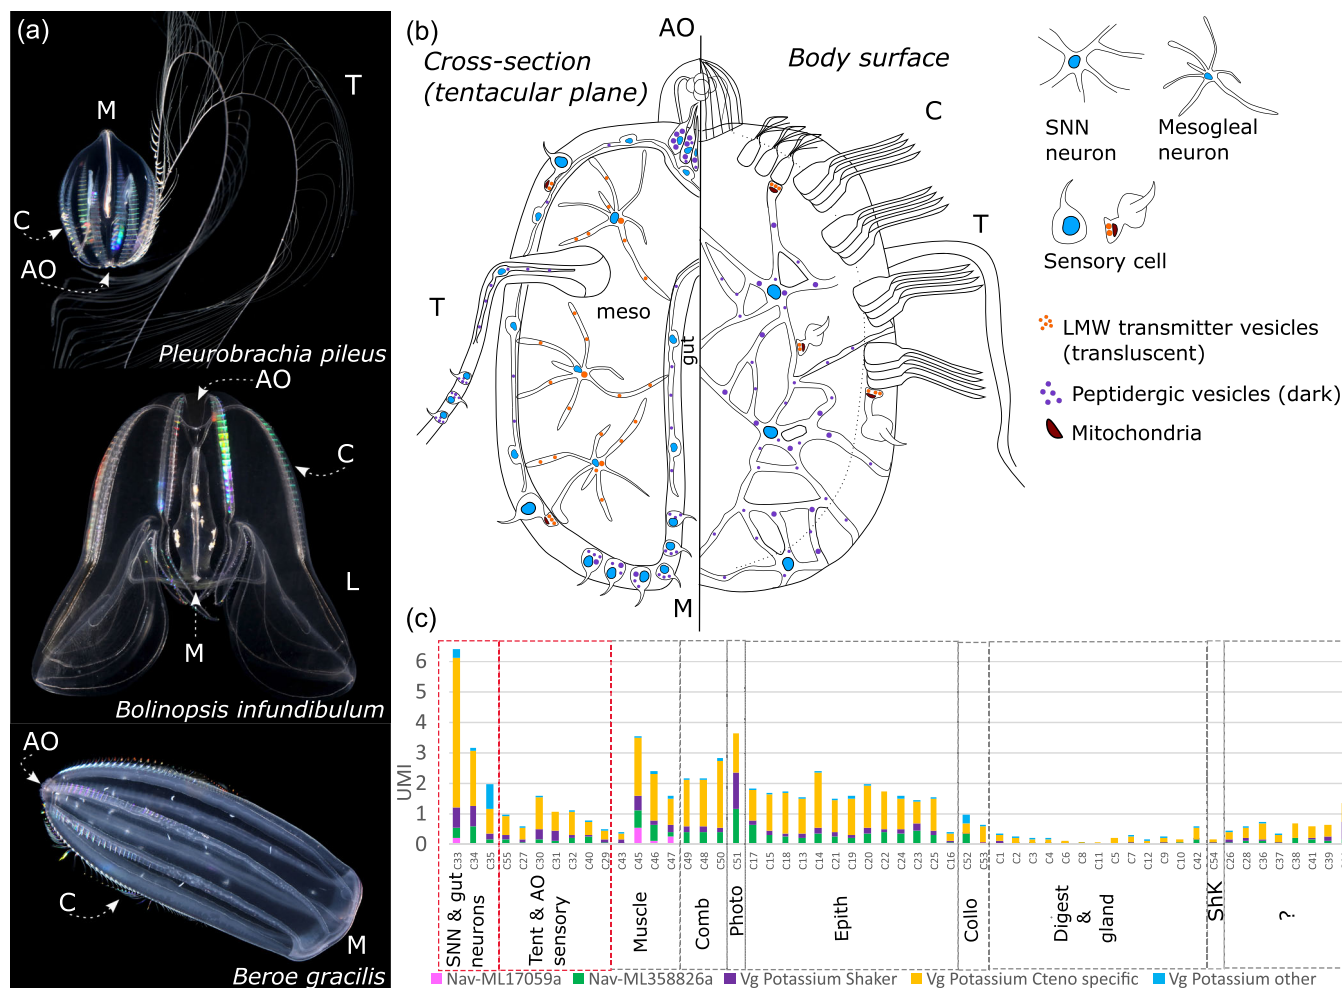 (a)
T
M
C
AO
Pleurobrachia pileus
AO
C
L
M
Bolinopsis infundibulum
AO
C
M
Beroe gracilis
(b)
AO
Cross-section
(tentacular plane)
Body surface
C
T
T
meso
gut
M
SNN
neuron
Mesogleal
neuron
Sensory cell
LMW transmitter vesicles
(transluscent)
Peptidergic vesicles (dark)
Mitochondria
(c)
UMI
6
5
4
3
2
1
0
C33 C34 C35 C55 C27 C30 C31 C32 C40 C29 C43 C45 C46 C47 C49 C48 C50 C51 C17 C15 C18 C13 C14 C21 C19 C20 C22 C24 C23 C25 C16 C52 C53 C1 C2 C3 C4 C6 C8 C11 C5 C7 C12 C9 C10 C42 C54 C26 C28 C36 C37 C38 C41 C39
SNN & gut
neurons
Tent & AO
sensory
Muscle
Comb
Photo
Epith
Collo
Digest
&
gland
ShK
?
Nav-ML17059a
Nav-ML358826a
Vg Potassium Shaker
Vg Potassium Cteno specific
Vg Potassium other